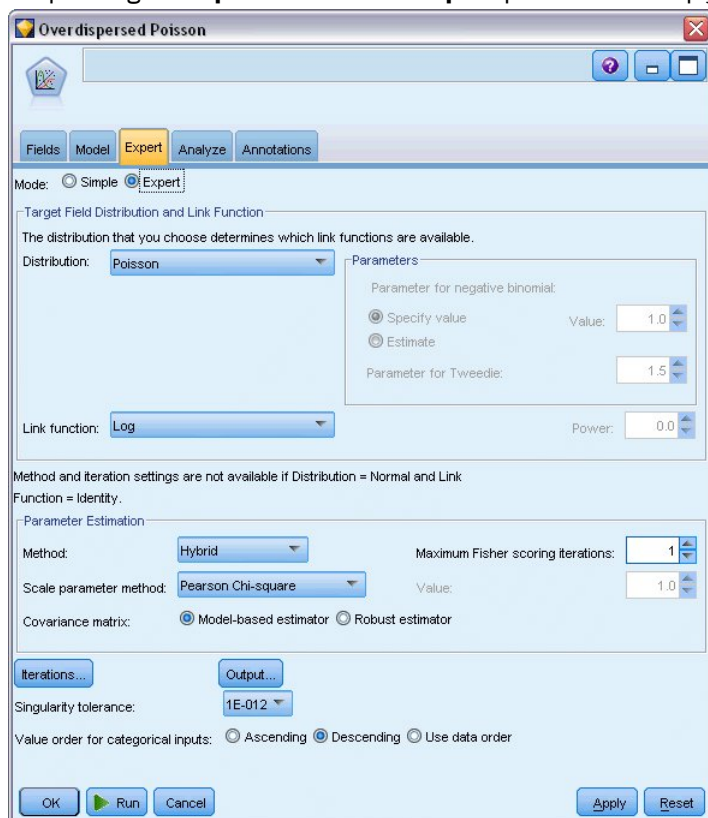 Overdispersed Poisson
Fields Model Expert Analyze Annotations
Mode: Simple Expert
Target Field Distribution and Link Function
The distribution that you choose determines which link functions are available.
Distribution: Poisson
Parameters
Parameter for negative binomial:
Specify value Value: 1.0
Estimate
Parameter for Tweedie: 1.5
Link function: Log Power: 0.0
Method and iteration settings are not available if Distribution = Normal and Link
Function = Identity.
Parameter Estimation
Method: Hybrid Maximum Fisher scoring iterations: 1
Scale parameter method: Pearson Chi-square Value: 1.0
Covariance matrix: Model-based estimator Robust estimator
Iterations... Output...
Singularity tolerance: 1E-012
Value order for categorical inputs: Ascending Descending Use data order
OK Run Cancel Apply Reset